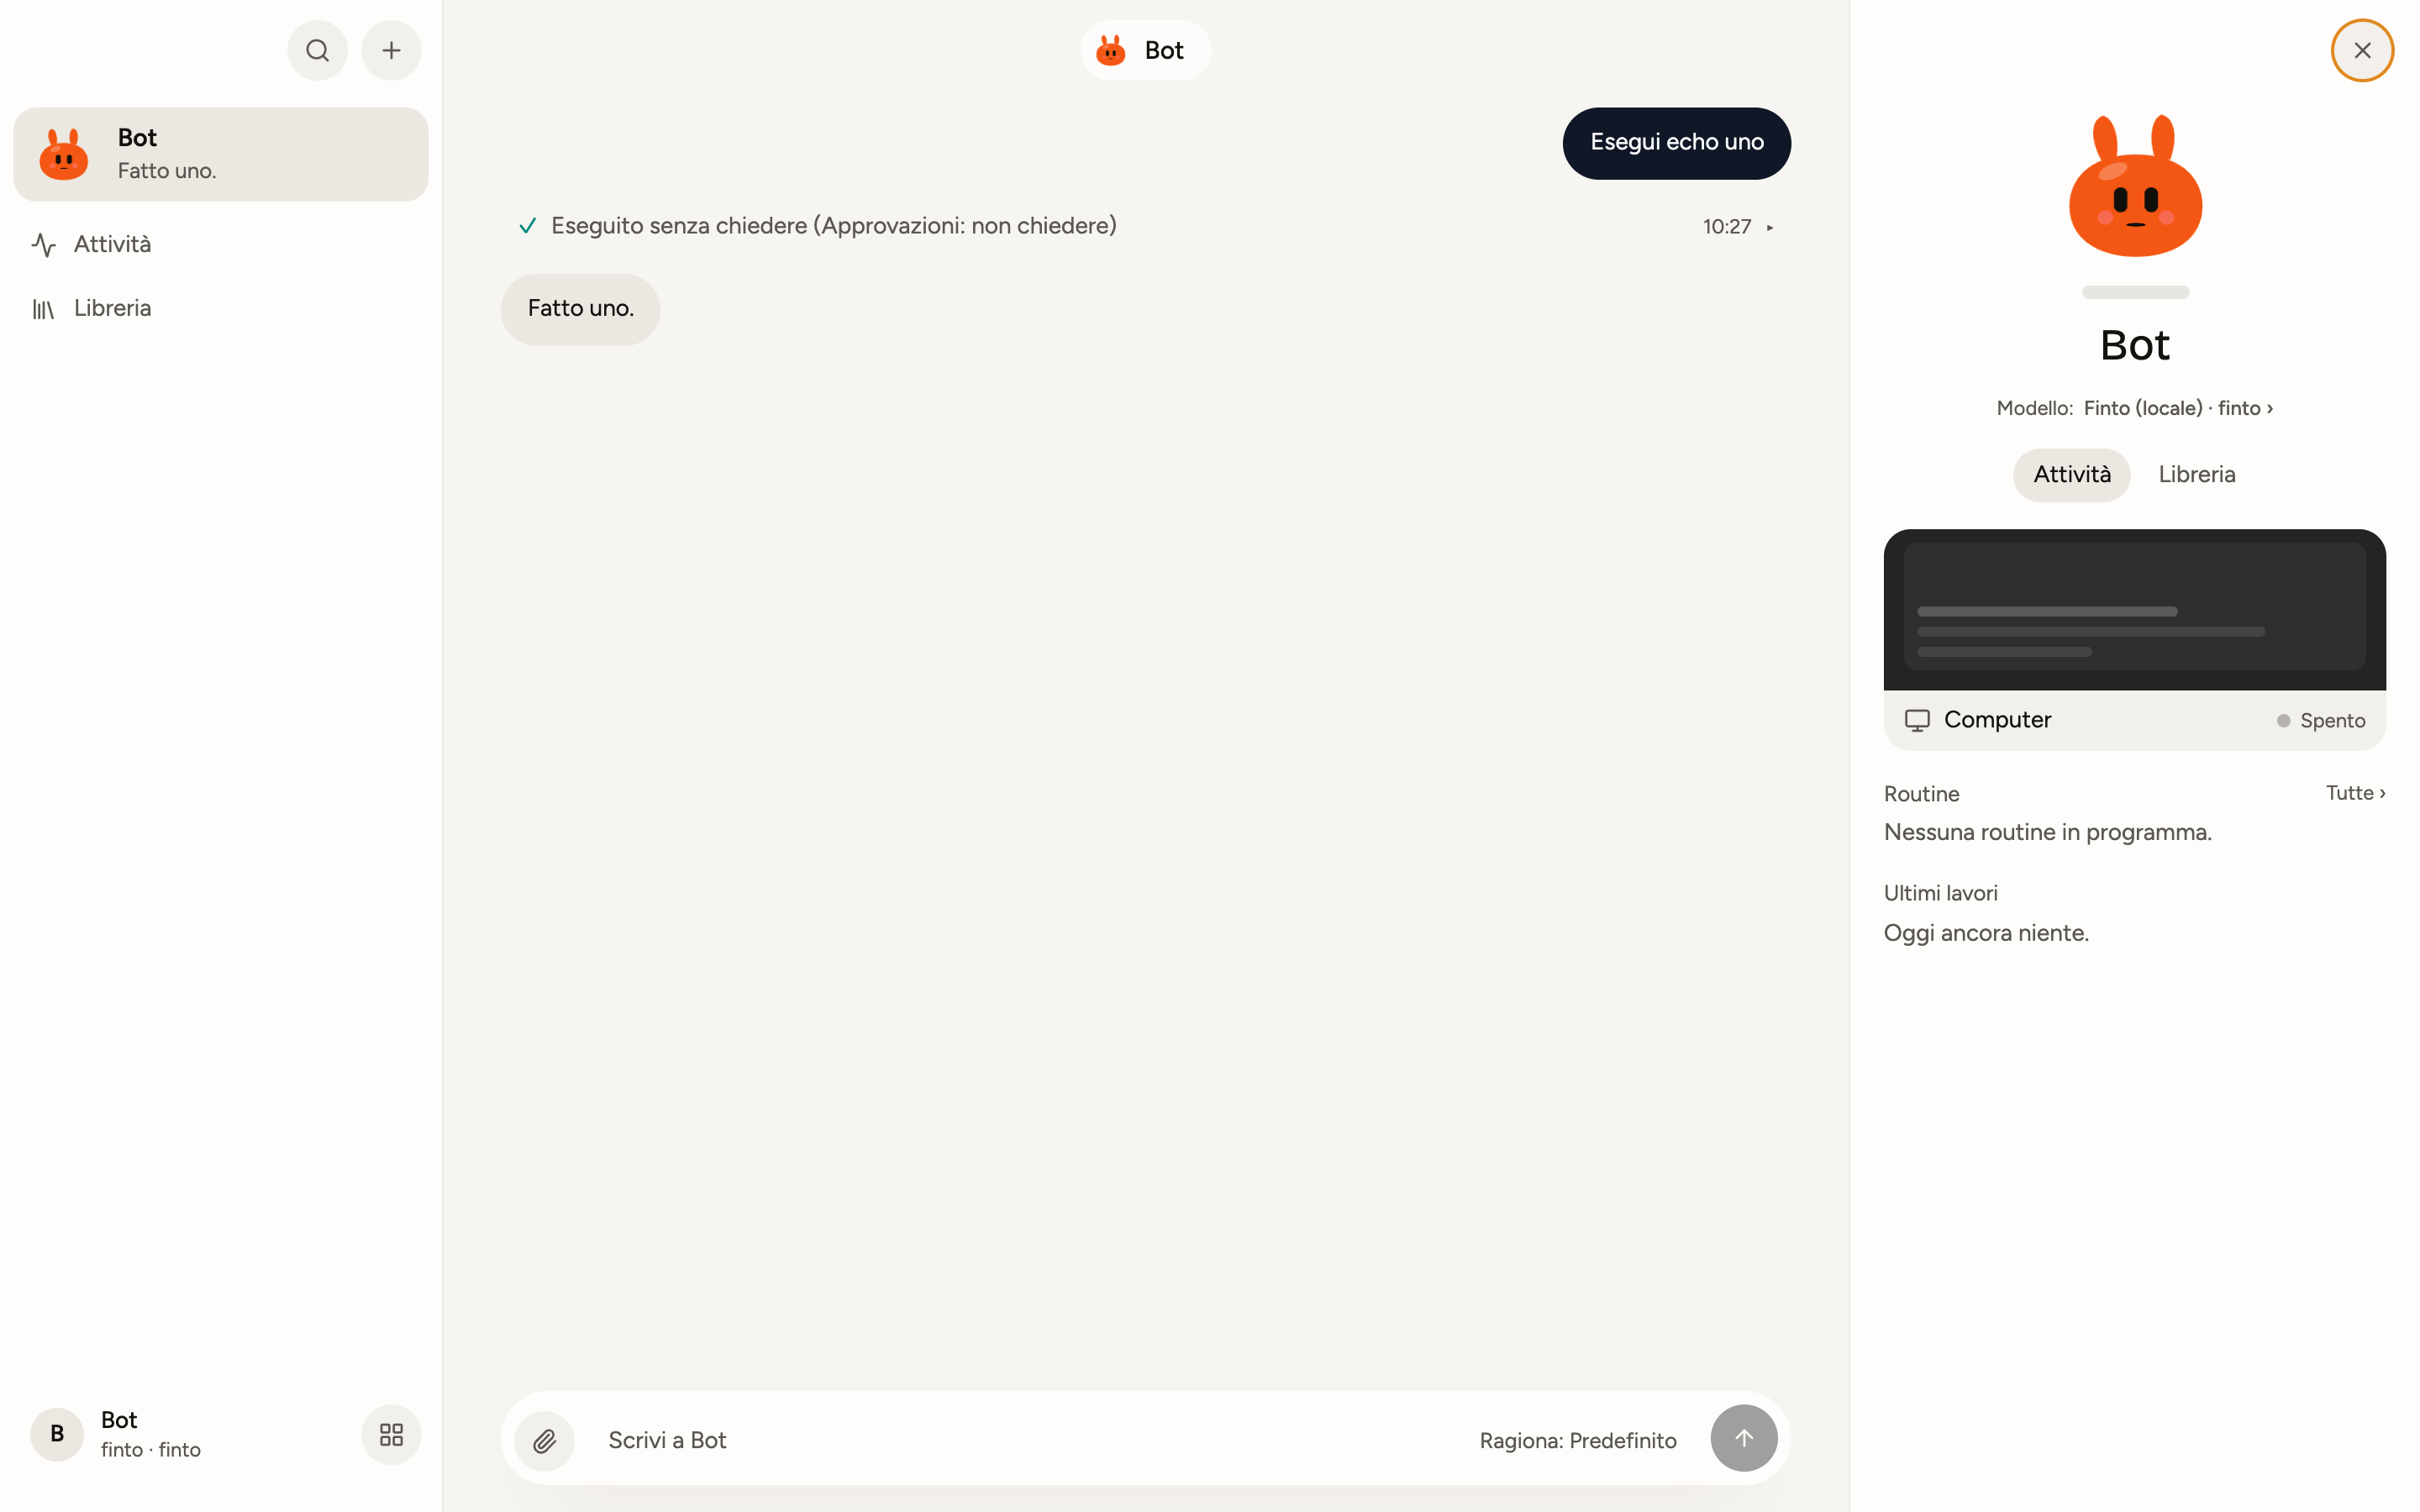 Bot
Fatto uno.
Attività
Libreria
B
Bot
finto · finto
Bot
Esegui echo uno
Eseguito senza chiedere (Approvazioni: non chiedere)
10:27
Fatto uno.
Scrivi a Bot
Ragiona: Predefinito
Bot
Modello: Finto (locale) · finto ›
Attività
Libreria
Computer
Spento
Routine
Tutte ›
Nessuna routine in programma.
Ultimi lavori
Oggi ancora niente.